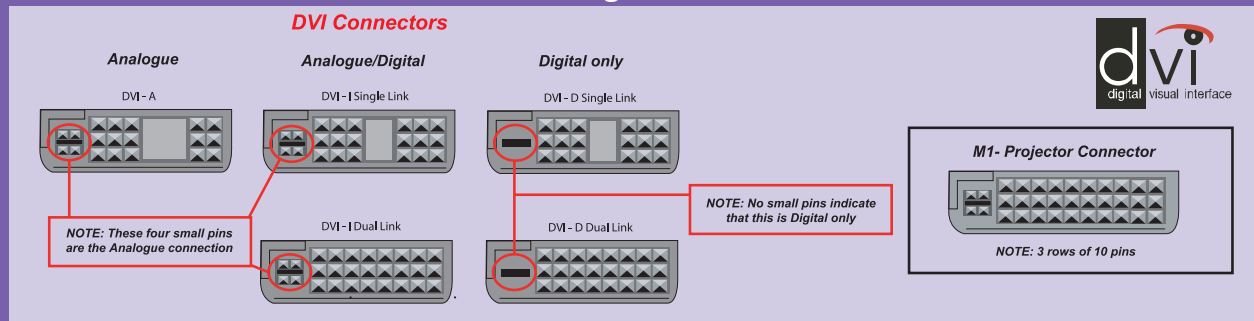 DVI Connectors
Analogue
Analogue/Digital
Digital only
DVI - A
DVI - I Single Link
DVI - D Single Link
NOTE: These four small pins
are the Analogue connection
DVI - I Dual Link
DVI - D Dual Link
NOTE: No small pins indicate
that this is Digital only
dvi
digital visual interface
M1- Projector Connector
NOTE: 3 rows of 10 pins